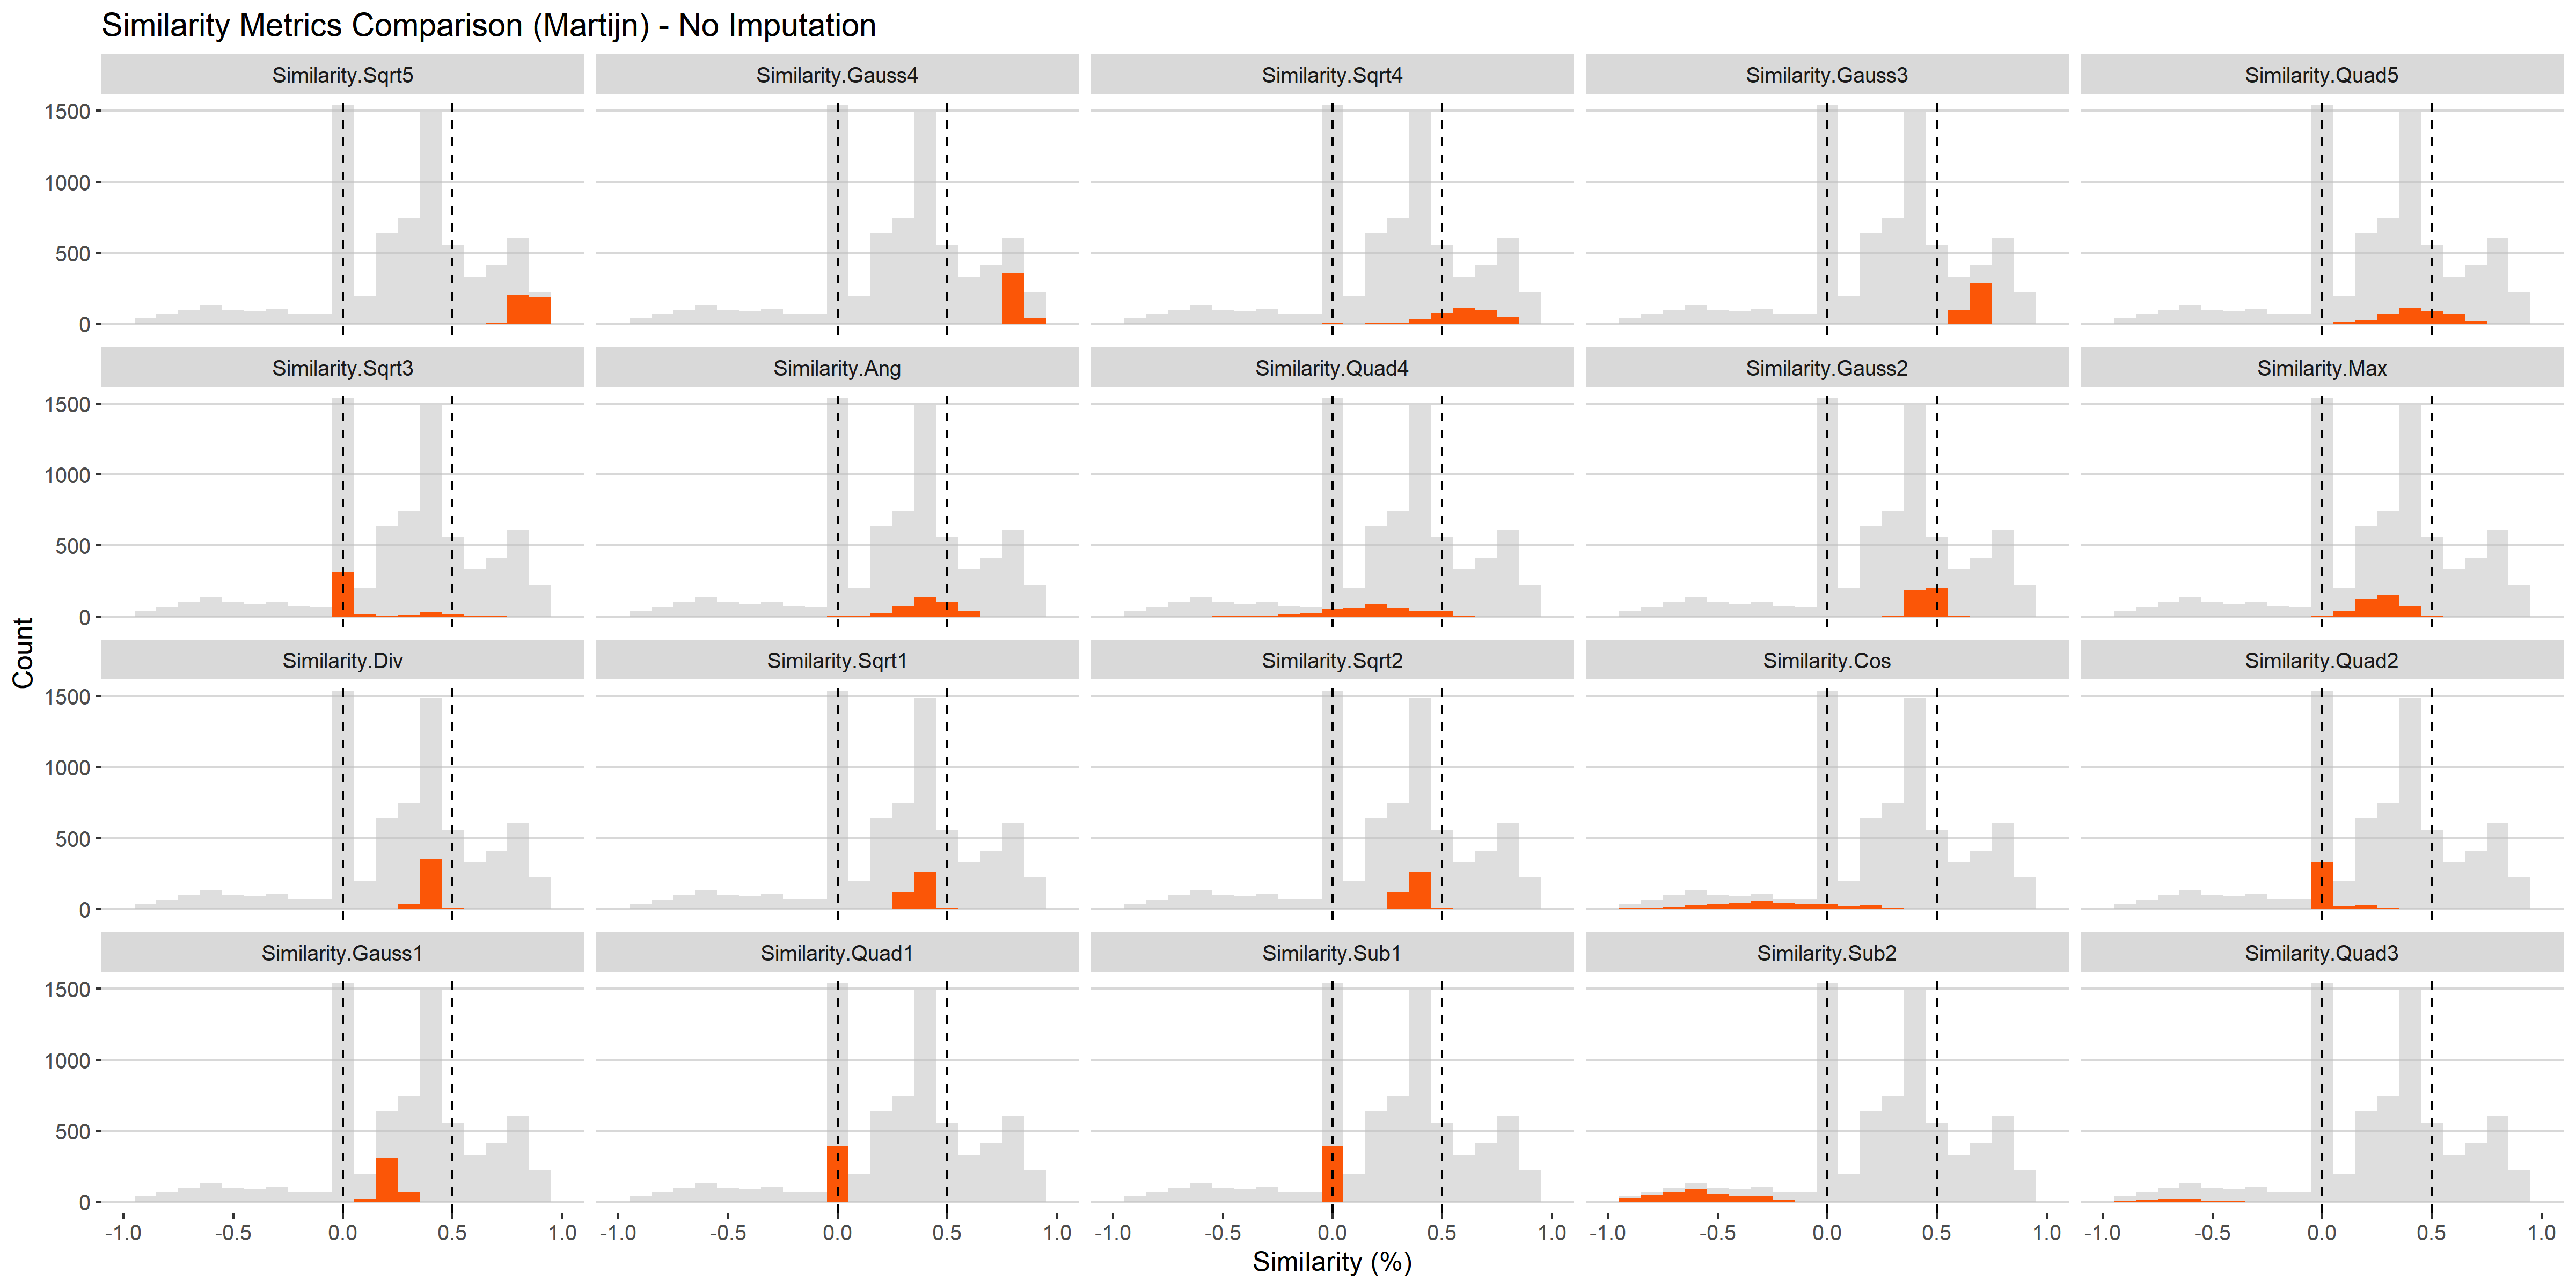 Similarity Metrics Comparison (Martijn) - No Imputation
Similarity.Sqrt5 Similarity.Gauss4 Similarity.Sqrt4 Similarity.Gauss3 Similarity.Quad5
1500
1000
500
0
Similarity.Sqrt3 Similarity.Ang Similarity.Quad4 Similarity.Gauss2 Similarity.Max
1500
1000
500
0
Count
Similarity.Div Similarity.Sqrt1 Similarity.Sqrt2 Similarity.Cos Similarity.Quad2
1500
1000
500
0
Similarity.Gauss1 Similarity.Quad1 Similarity.Sub1 Similarity.Sub2 Similarity.Quad3
1500
1000
500
0
-1.0 -0.5 0.0 0.5 1.0 -1.0 -0.5 0.0 0.5 1.0 -1.0 -0.5 0.0 0.5 1.0 -1.0 -0.5 0.0 0.5 1.0 -1.0 -0.5 0.0 0.5 1.0
Similarity (%)